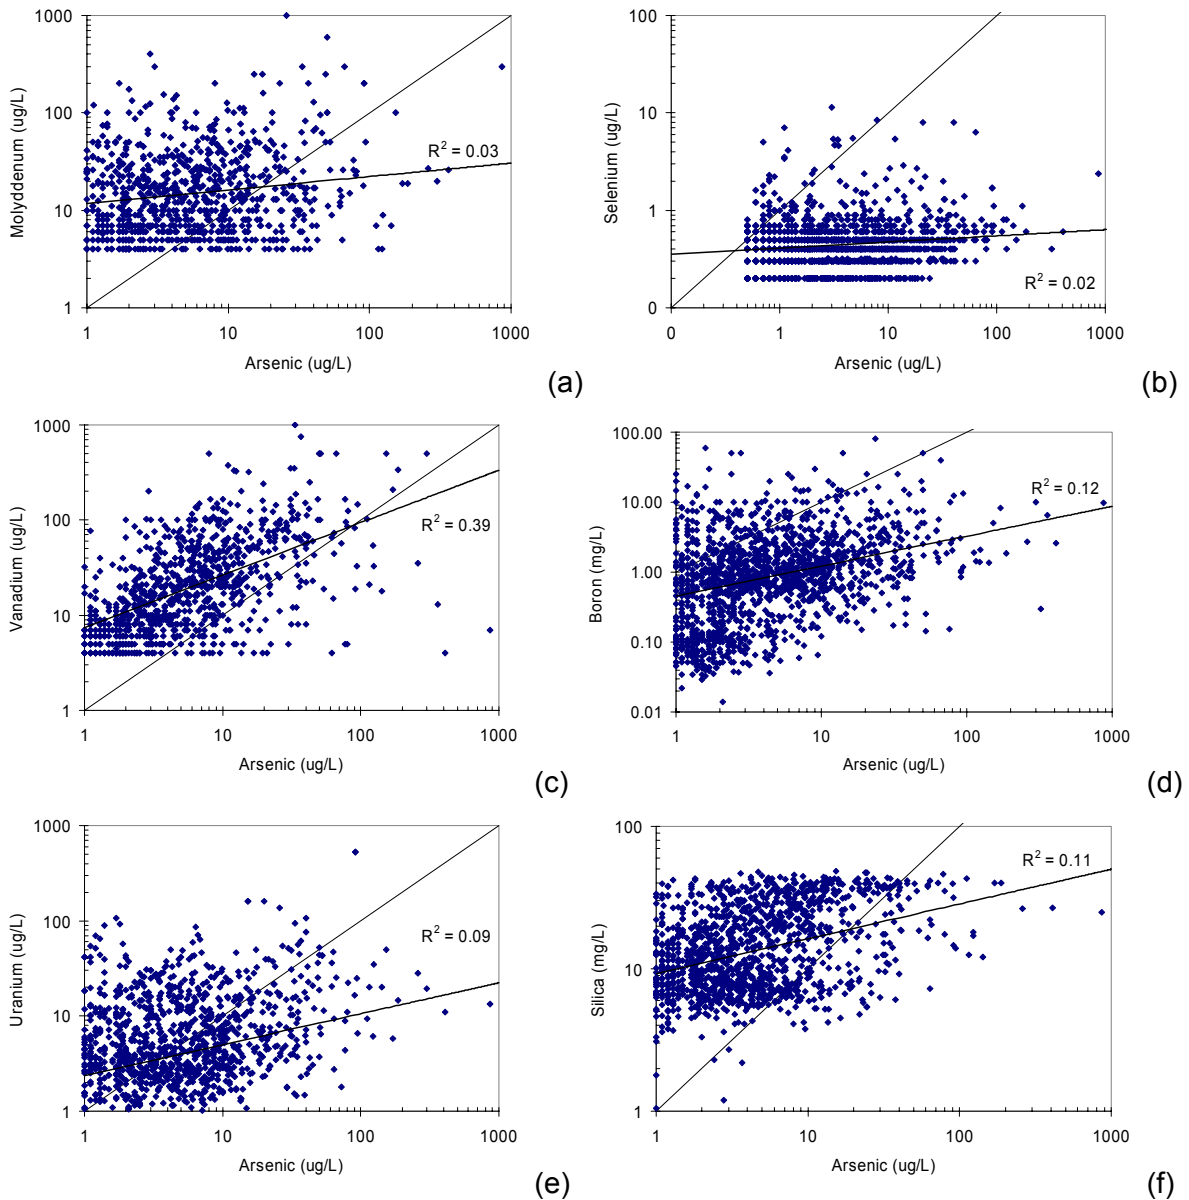 1000
100
10
1
Molybdenum (ug/L)
R² = 0.03
1 10 100 1000
Arsenic (ug/L)
(a)
100
10
1
0
Selenium (ug/L)
R² = 0.02
0 1 10 100 1000
Arsenic (ug/L)
(b)
1000
100
10
1
Vanadium (ug/L)
R² = 0.39
1 10 100 1000
Arsenic (ug/L)
(c)
100.00
10.00
1.00
0.10
0.01
Boron (mg/L)
R² = 0.12
1 10 100 1000
Arsenic (ug/L)
(d)
1000
100
10
1
Uranium (ug/L)
R² = 0.09
1 10 100 1000
Arsenic (ug/L)
(e)
100
10
1
Silica (mg/L)
R² = 0.11
1 10 100 1000
Arsenic (ug/L)
(f)